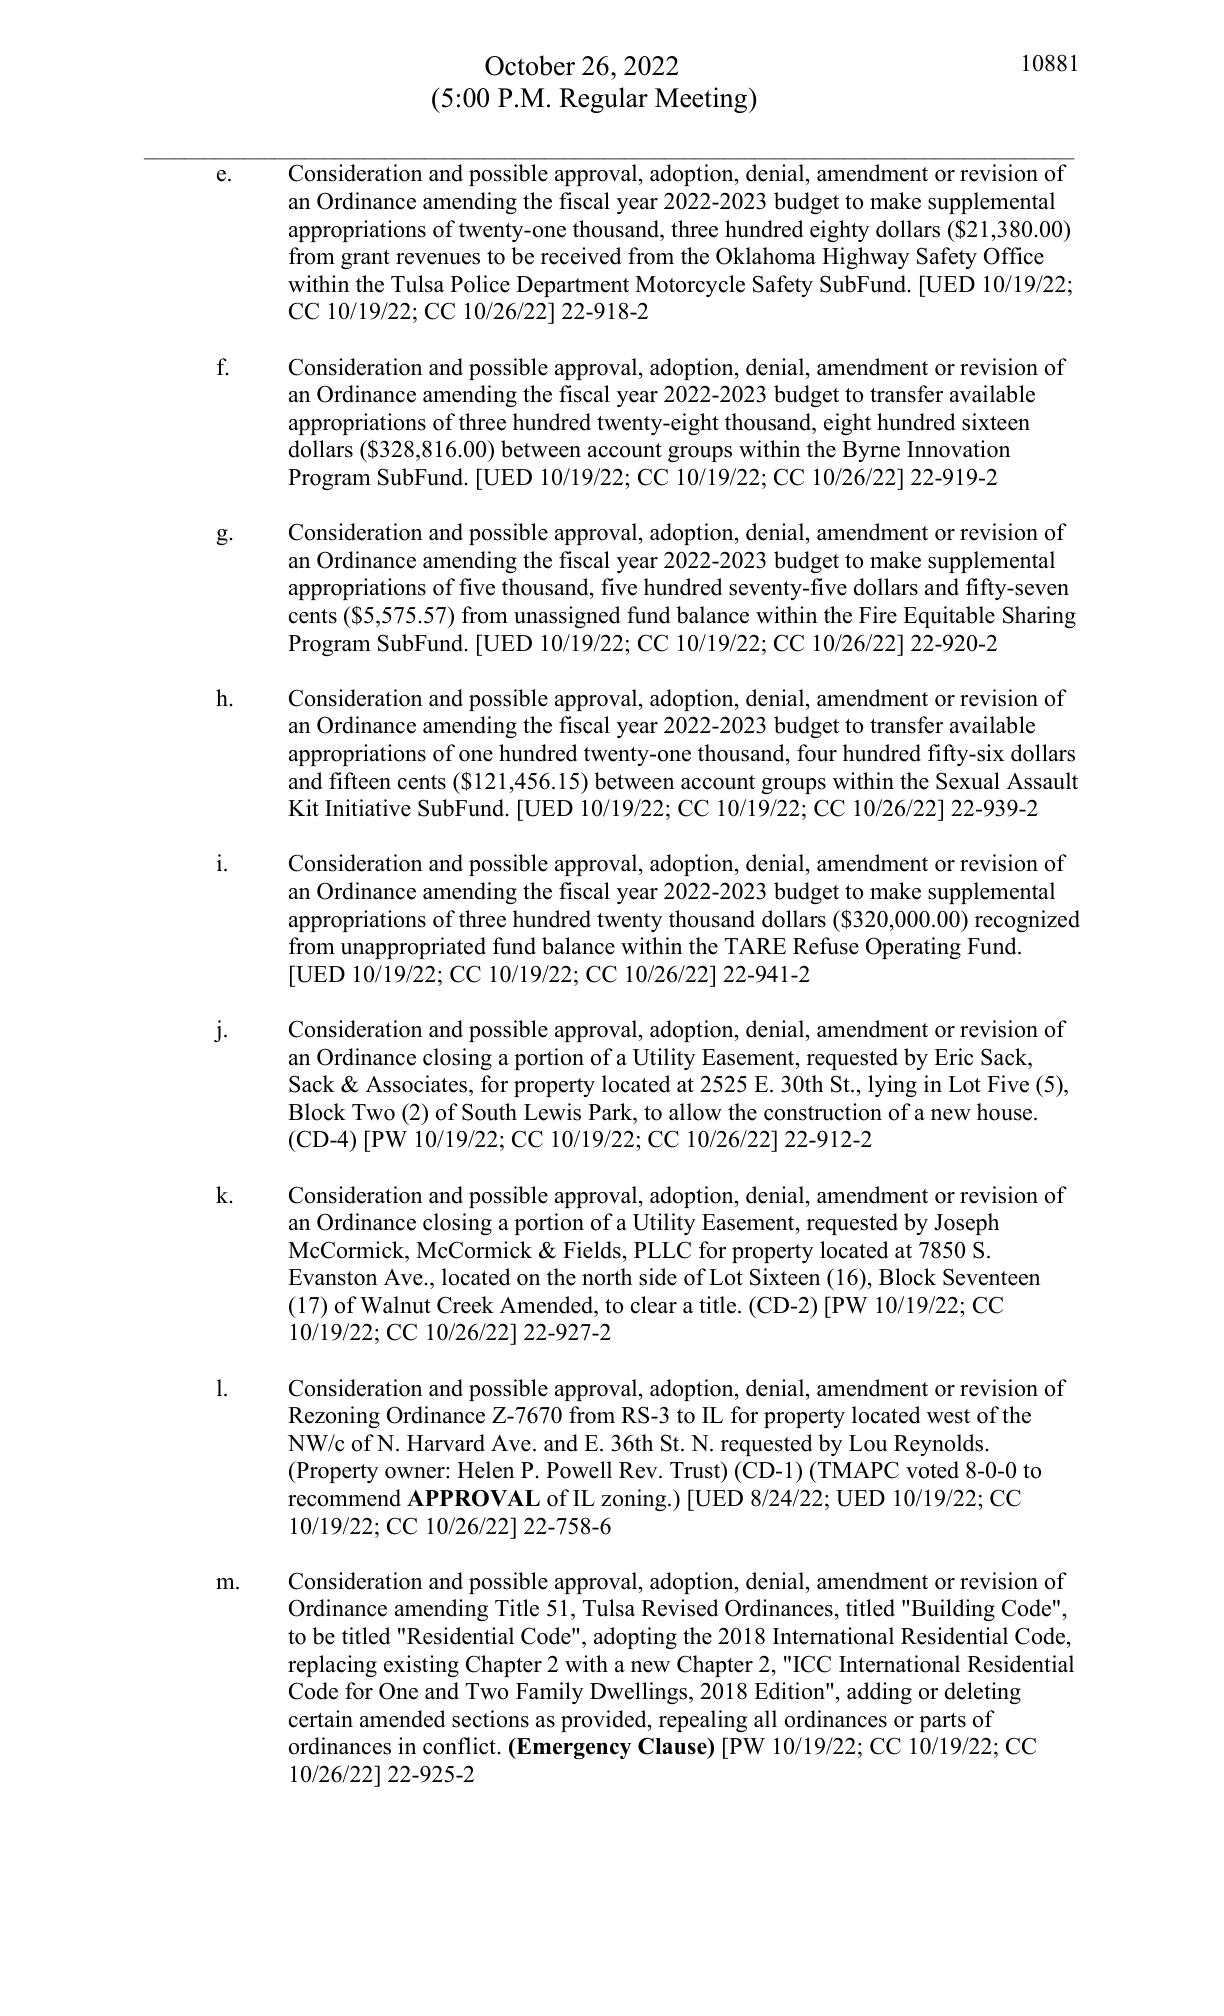 October 26, 2022
10881
(5:00 P.M. Regular Meeting)
e. Consideration and possible approval, adoption, denial, amendment or revision of
an Ordinance amending the fiscal year 2022-2023 budget to make supplemental
appropriations of twenty-one thousand, three hundred eighty dollars ($21,380.00)
from grant revenues to be received from the Oklahoma Highway Safety Office
within the Tulsa Police Department Motorcycle Safety SubFund. [UED 10/19/22;
CC 10/19/22; CC 10/26/22] 22-918-2
f. Consideration and possible approval, adoption, denial, amendment or revision of
an Ordinance amending the fiscal year 2022-2023 budget to transfer available
appropriations of three hundred twenty-eight thousand, eight hundred sixteen
dollars ($328,816.00) between account groups within the Byrne Innovation
Program SubFund. [UED 10/19/22; CC 10/19/22; CC 10/26/22] 22-919-2
g. Consideration and possible approval, adoption, denial, amendment or revision of
an Ordinance amending the fiscal year 2022-2023 budget to make supplemental
appropriations of five thousand, five hundred seventy-five dollars and fifty-seven
cents ($5,575.57) from unassigned fund balance within the Fire Equitable Sharing
Program SubFund. [UED 10/19/22; CC 10/19/22; CC 10/26/22] 22-920-2
h. Consideration and possible approval, adoption, denial, amendment or revision of
an Ordinance amending the fiscal year 2022-2023 budget to transfer available
appropriations of one hundred twenty-one thousand, four hundred fifty-six dollars
and fifteen cents ($121,456.15) between account groups within the Sexual Assault
Kit Initiative SubFund. [UED 10/19/22; CC 10/19/22; CC 10/26/22] 22-939-2
i. Consideration and possible approval, adoption, denial, amendment or revision of
an Ordinance amending the fiscal year 2022-2023 budget to make supplemental
appropriations of three hundred twenty thousand dollars ($320,000.00) recognized
from unappropriated fund balance within the TARE Refuse Operating Fund.
[UED 10/19/22; CC 10/19/22; CC 10/26/22] 22-941-2
j. Consideration and possible approval, adoption, denial, amendment or revision of
an Ordinance closing a portion of a Utility Easement, requested by Eric Sack,
Sack & Associates, for property located at 2525 E. 30th St., lying in Lot Five (5),
Block Two (2) of South Lewis Park, to allow the construction of a new house.
(CD-4) [PW 10/19/22; CC 10/19/22; CC 10/26/22] 22-912-2
k. Consideration and possible approval, adoption, denial, amendment or revision of
an Ordinance closing a portion of a Utility Easement, requested by Joseph
McCormick, McCormick & Fields, PLLC for property located at 7850 S.
Evanston Ave., located on the north side of Lot Sixteen (16), Block Seventeen
(17) of Walnut Creek Amended, to clear a title. (CD-2) [PW 10/19/22; CC
10/19/22; CC 10/26/22] 22-927-2
l. Consideration and possible approval, adoption, denial, amendment or revision of
Rezoning Ordinance Z-7670 from RS-3 to IL for property located west of the
NW/c of N. Harvard Ave. and E. 36th St. N. requested by Lou Reynolds.
(Property owner: Helen P. Powell Rev. Trust) (CD-1) (TMAPC voted 8-0-0 to
recommend APPROVAL of IL zoning.) [UED 8/24/22; UED 10/19/22; CC
10/19/22; CC 10/26/22] 22-758-6
m. Consideration and possible approval, adoption, denial, amendment or revision of
Ordinance amending Title 51, Tulsa Revised Ordinances, titled "Building Code",
to be titled "Residential Code", adopting the 2018 International Residential Code,
replacing existing Chapter 2 with a new Chapter 2, "ICC International Residential
Code for One and Two Family Dwellings, 2018 Edition", adding or deleting
certain amended sections as provided, repealing all ordinances or parts of
ordinances in conflict. (Emergency Clause) [PW 10/19/22; CC 10/19/22; CC
10/26/22] 22-925-2